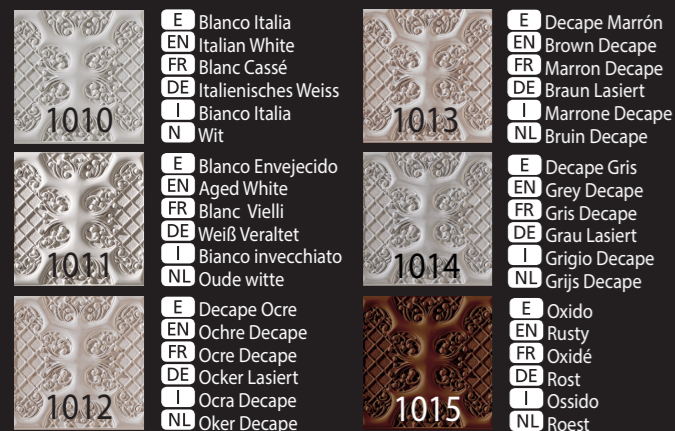 1010
E Blanco Italia
EN Italian White
FR Blanc Cassé
DE Italienisches Weiss
I Bianco Italia
N Wit
1011
E Blanco Envejecido
EN Aged White
FR Blanc Vielli
DE Weiß Veraltet
I Bianco invecchiato
NL Oude witte
1012
E Decape Ocre
EN Ochre Decape
FR Ocre Decape
DE Ocker Lasiert
I Ocra Decape
NL Oker Decape
1013
E Decape Marrón
EN Brown Decape
FR Marron Decape
DE Braun Lasiert
I Marrone Decape
NL Bruin Decape
1014
E Decape Gris
EN Grey Decape
FR Gris Decape
DE Grau Lasiert
I Grigio Decape
NL Grijs Decape
1015
E Oxido
EN Rusty
FR Oxidé
DE Rost
I Ossido
NL Roest